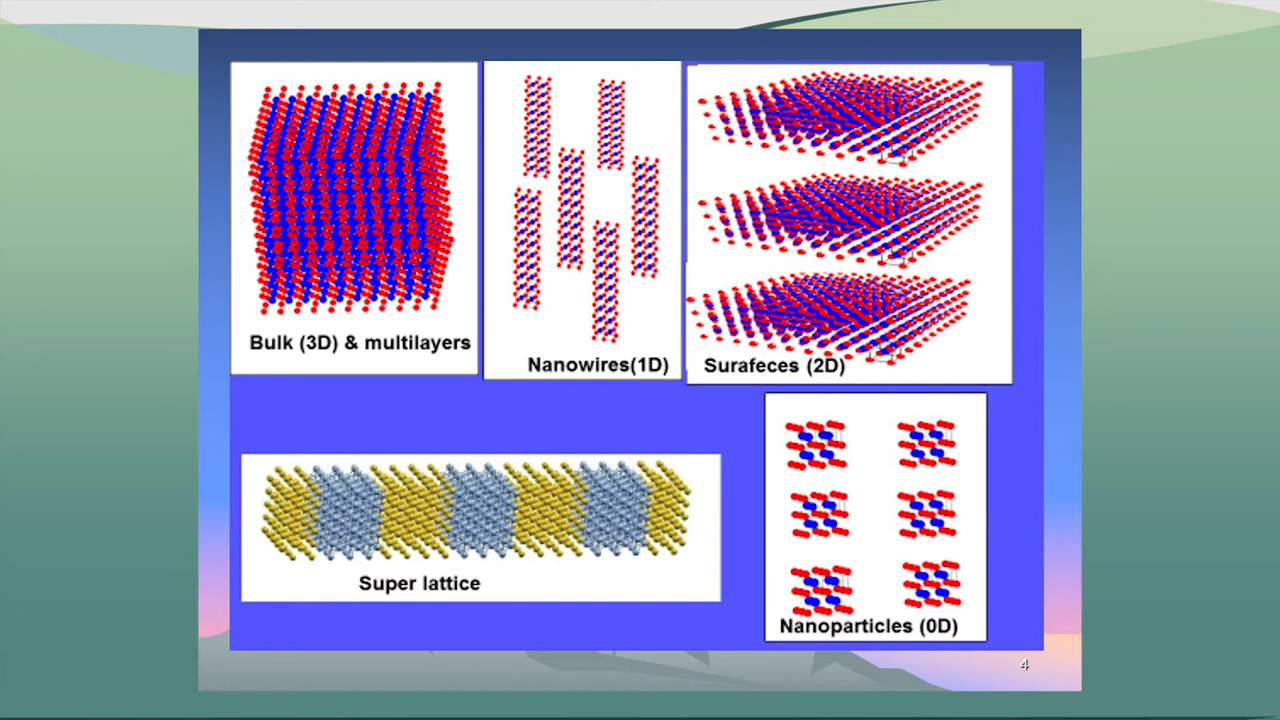 Bulk (3D) & multilayers
Nanowires(1D)
Surafeces (2D)
Super lattice
Nanoparticles (0D)
4